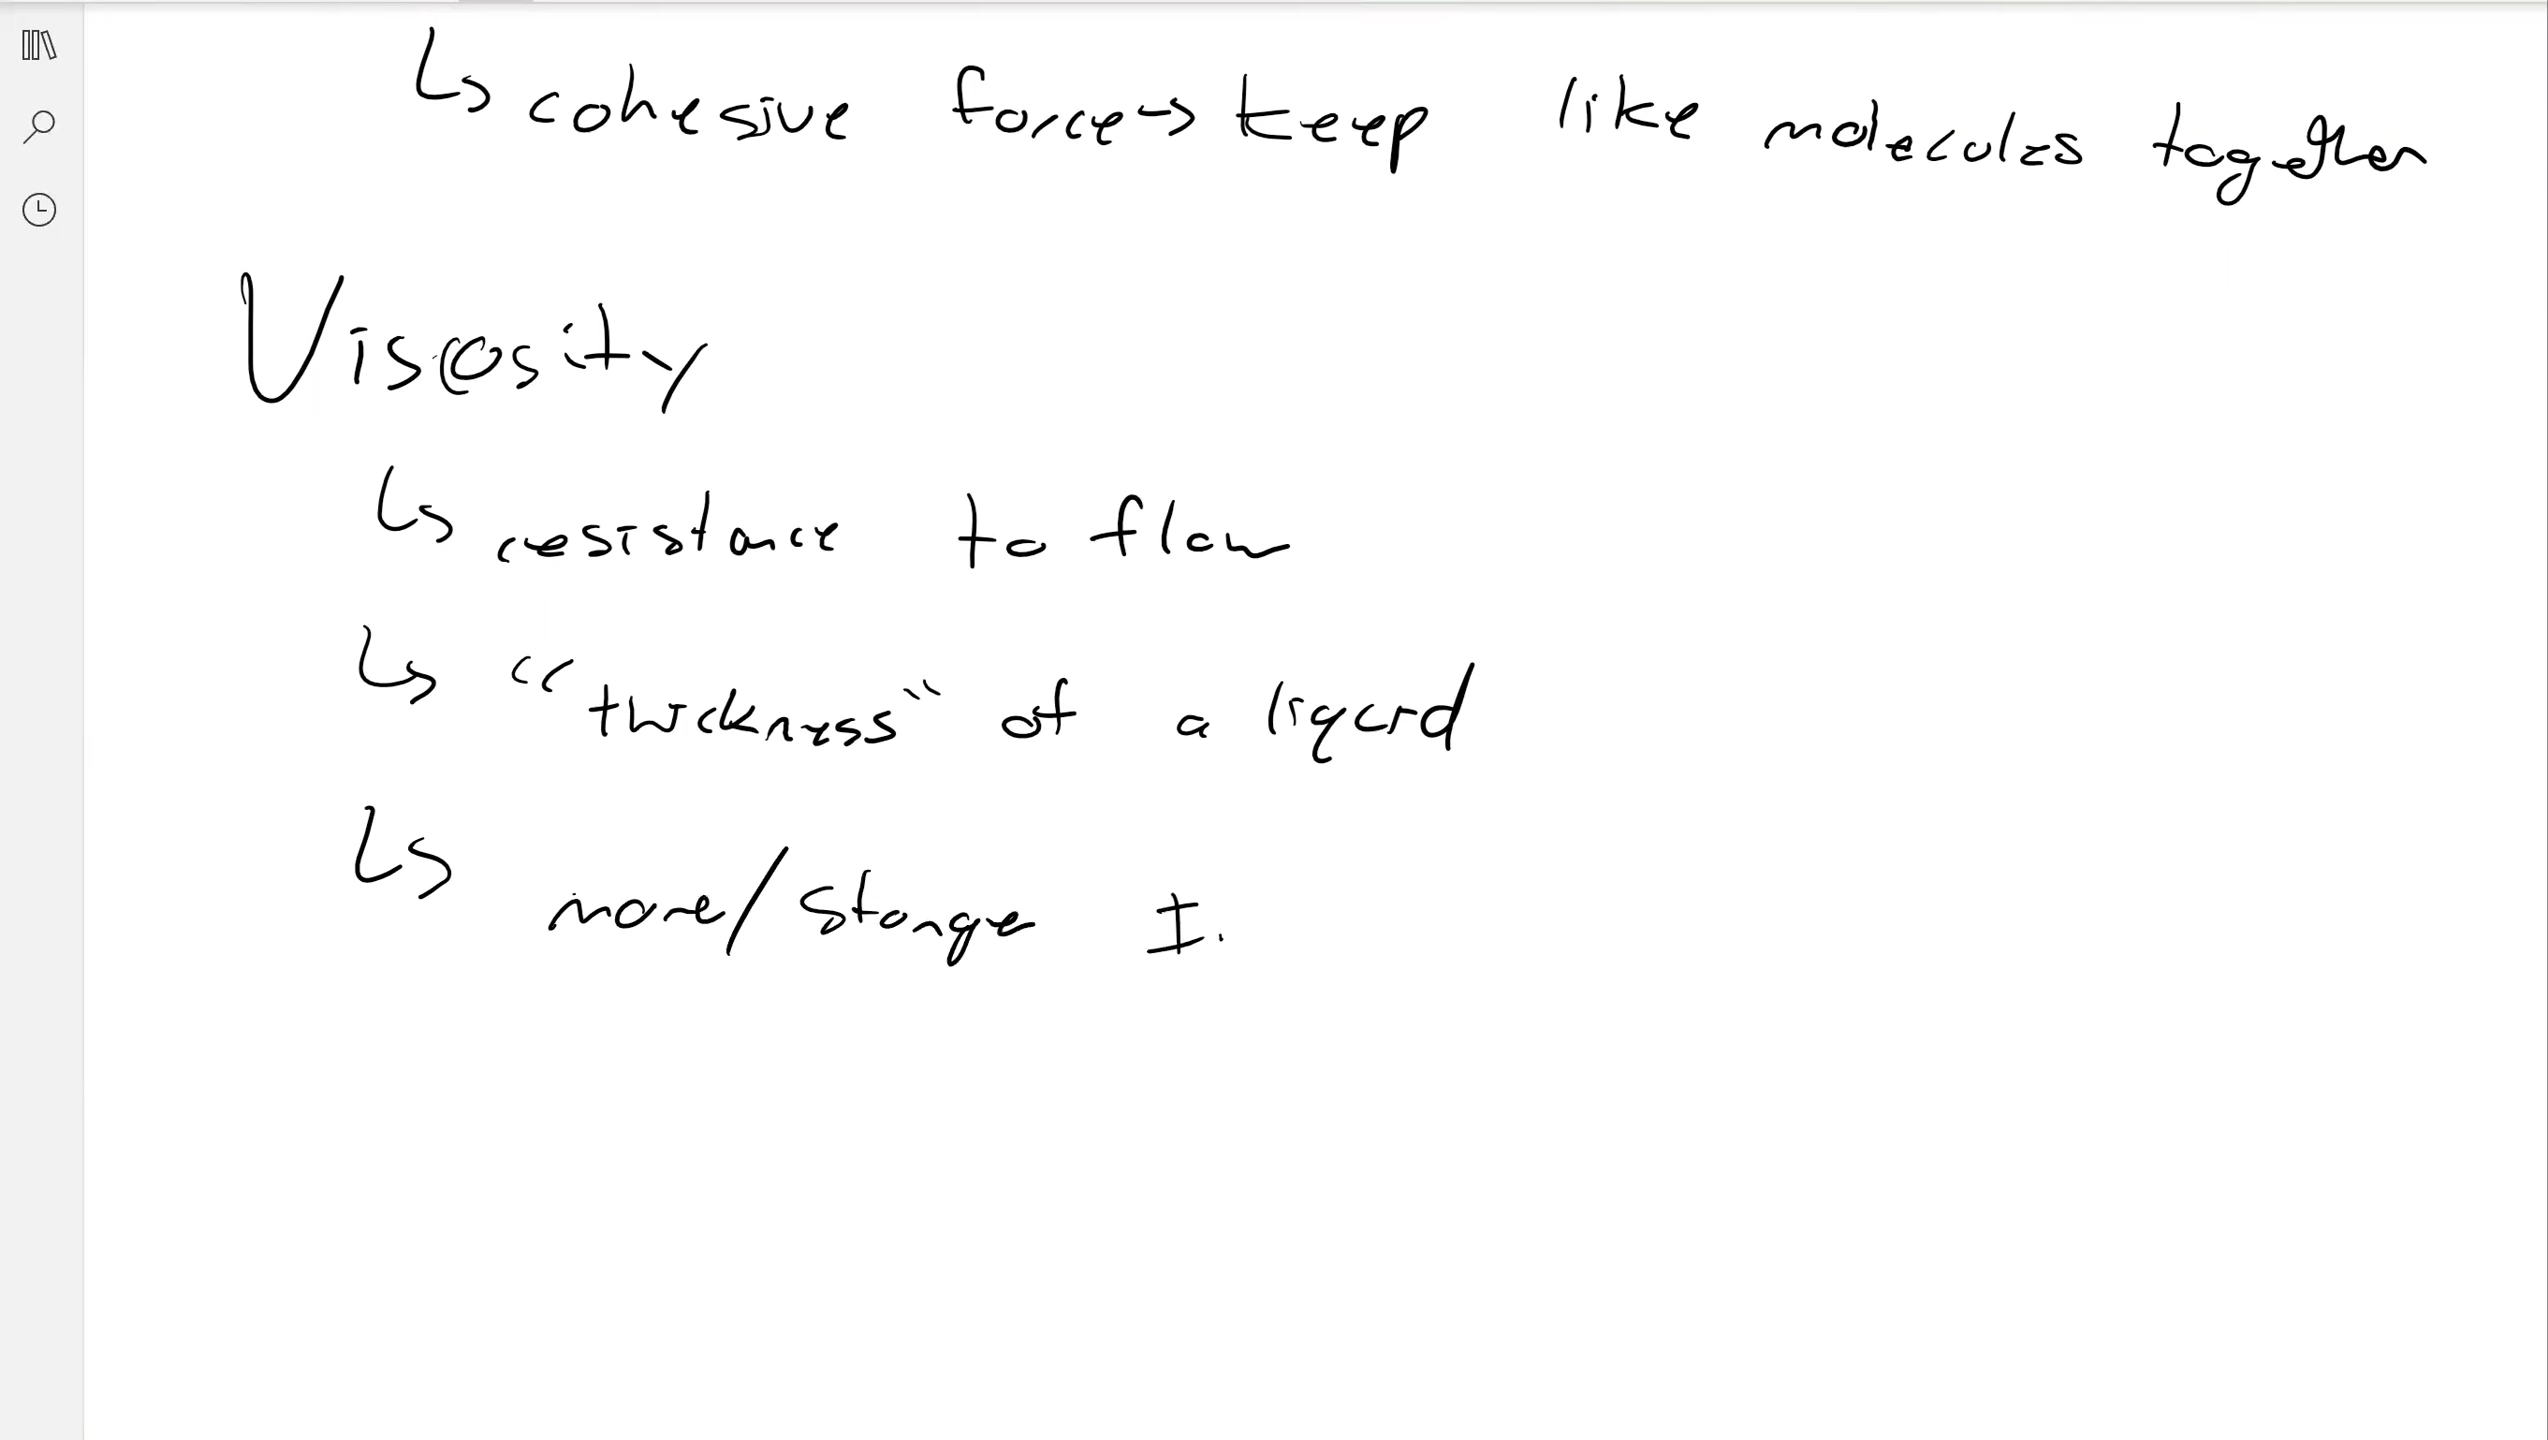 ↳ cohesive forces keep like molecules together
Viscosity
↳ resistance to flow
↳ "thickness" of a liquid
↳ more/stonger I.